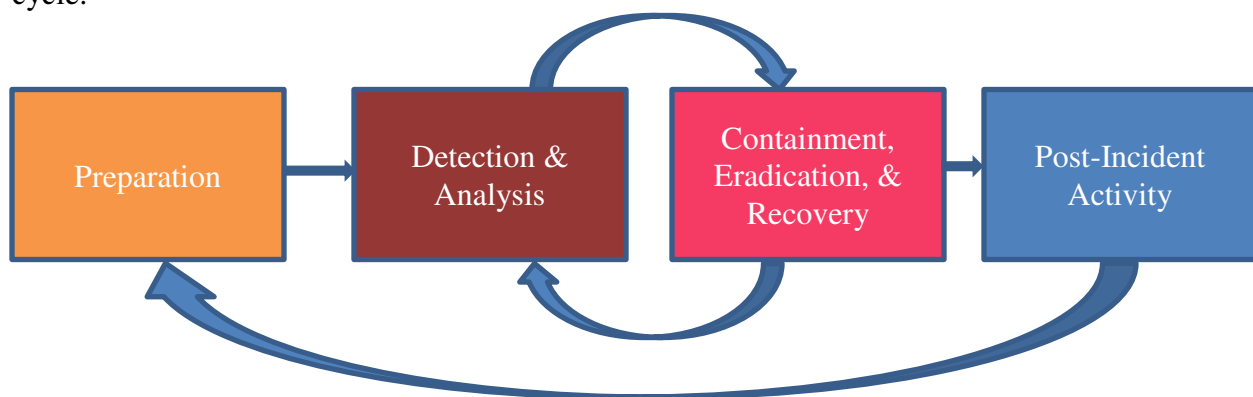 cycle.
Preparation
Detection &
Analysis
Containment,
Eradication, &
Recovery
Post-Incident
Activity